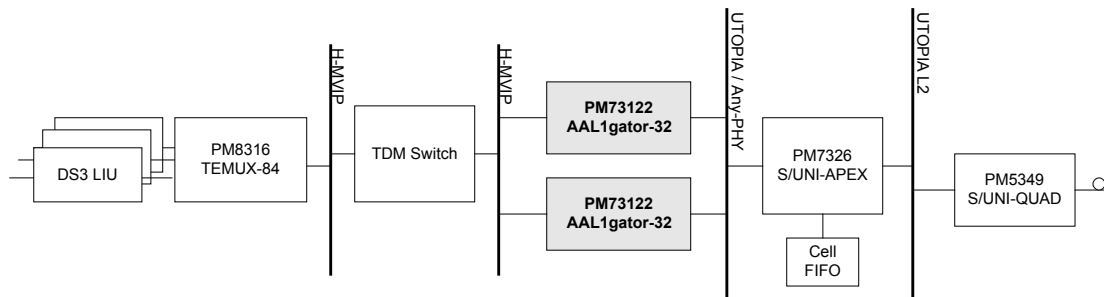 DS3 LIU
PM8316
TEMUX-84
H-MVIP
TDM Switch
H-MVIP
PM73122
AAL1gator-32
PM73122
AAL1gator-32
UTOPIA / Any-PHY
PM7326
S/UNI-APEX
Cell
FIFO
UTOPIA L2
PM5349
S/UNI-QUAD